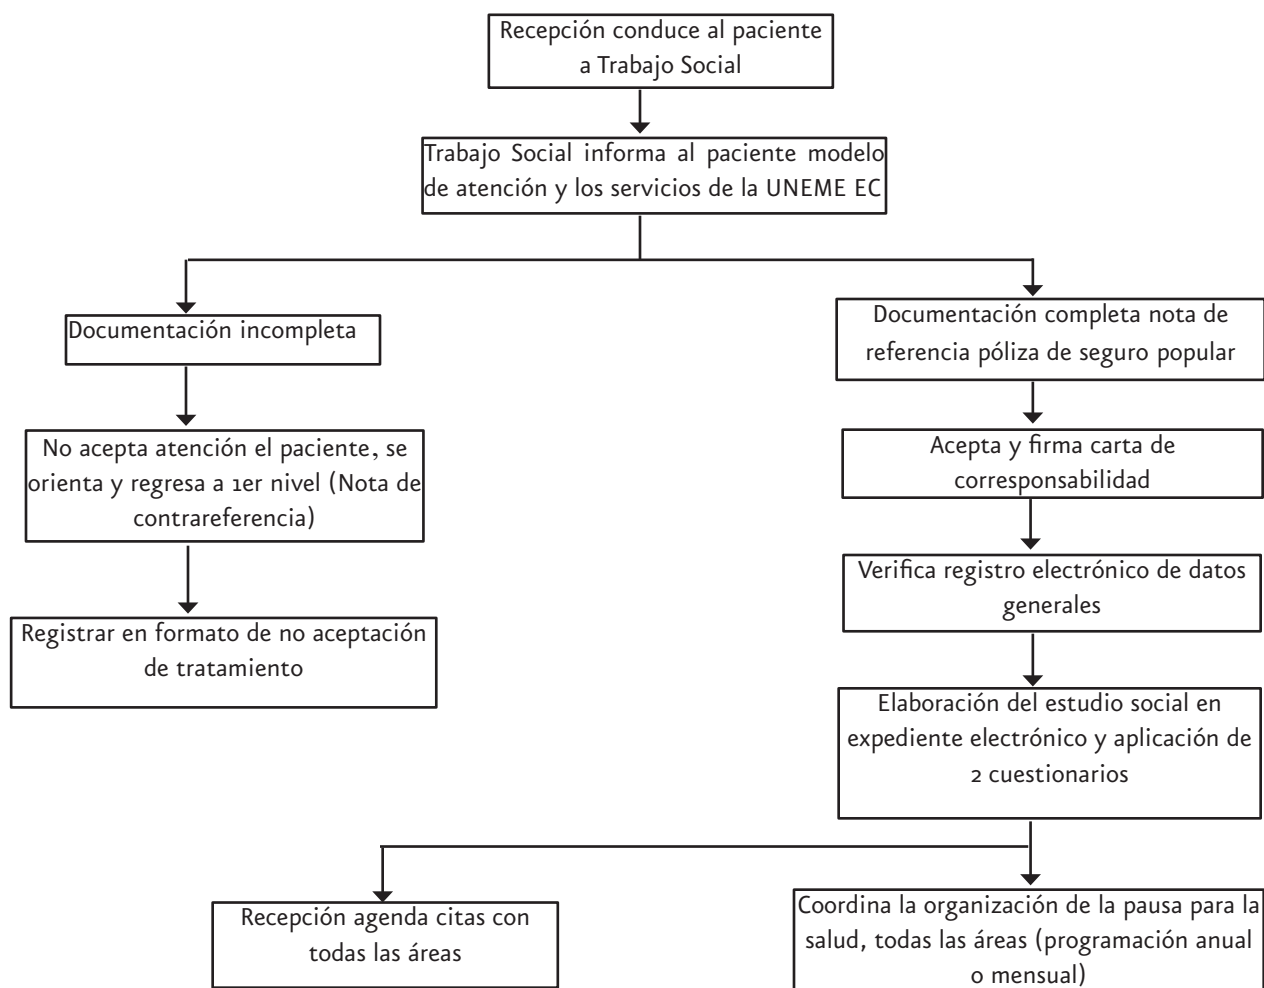 Recepción conduce al paciente
a Trabajo Social
Trabajo Social informa al paciente modelo
de atención y los servicios de la UNEME EC
Documentación incompleta
No acepta atención el paciente, se
orienta y regresa a 1er nivel (Nota de
contrareferencia)
Registrar en formato de no aceptación
de tratamiento
Documentación completa nota de
referencia póliza de seguro popular
Acepta y firma carta de
corresponsabilidad
Verifica registro electrónico de datos
generales
Elaboración del estudio social en
expediente electrónico y aplicación de
2 cuestionarios
Recepción agenda citas con
todas las áreas
Coordina la organización de la pausa para la
salud, todas las áreas (programación anual
o mensual)